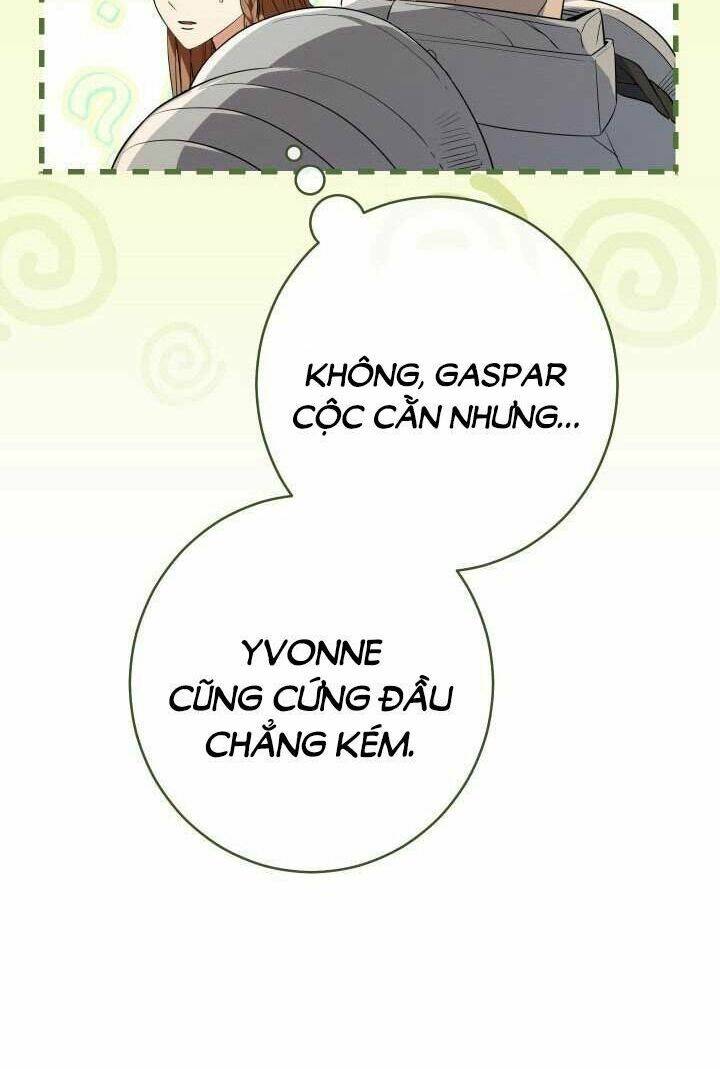 ?
KHÔNG, GASPAR
CỘC CẰN NHƯNG...
YVONNE
CŨNG CỨNG ĐẦU
CHẲNG KÉM.